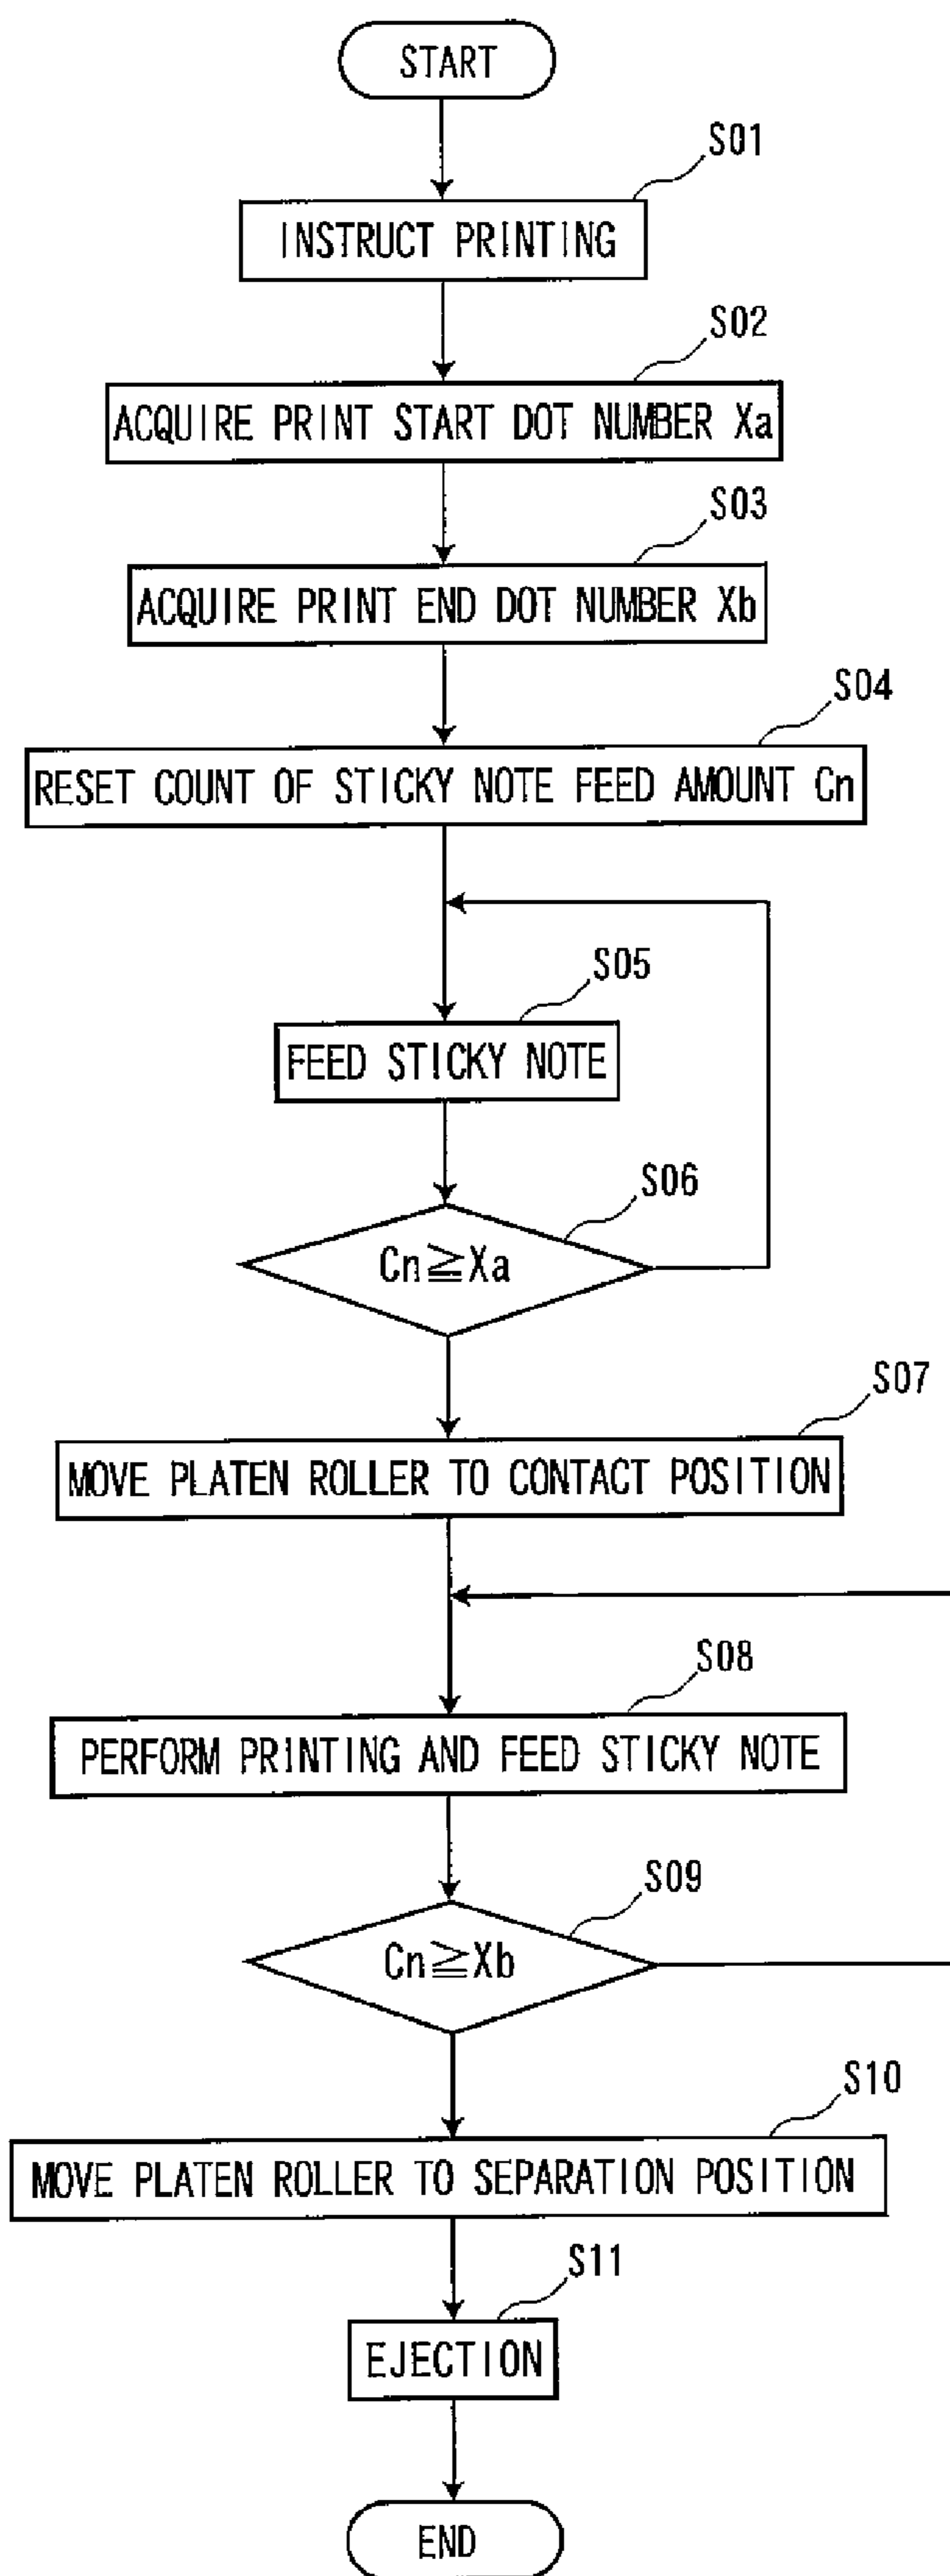 START
S01
INSTRUCT PRINTING
S02
ACQUIRE PRINT START DOT NUMBER Xa
S03
ACQUIRE PRINT END DOT NUMBER Xb
S04
RESET COUNT OF STICKY NOTE FEED AMOUNT Cn
S05
FEED STICKY NOTE
S06
Cn≧Xa
S07
MOVE PLATEN ROLLER TO CONTACT POSITION
S08
PERFORM PRINTING AND FEED STICKY NOTE
S09
Cn≧Xb
S10
MOVE PLATEN ROLLER TO SEPARATION POSITION
S11
EJECTION
END